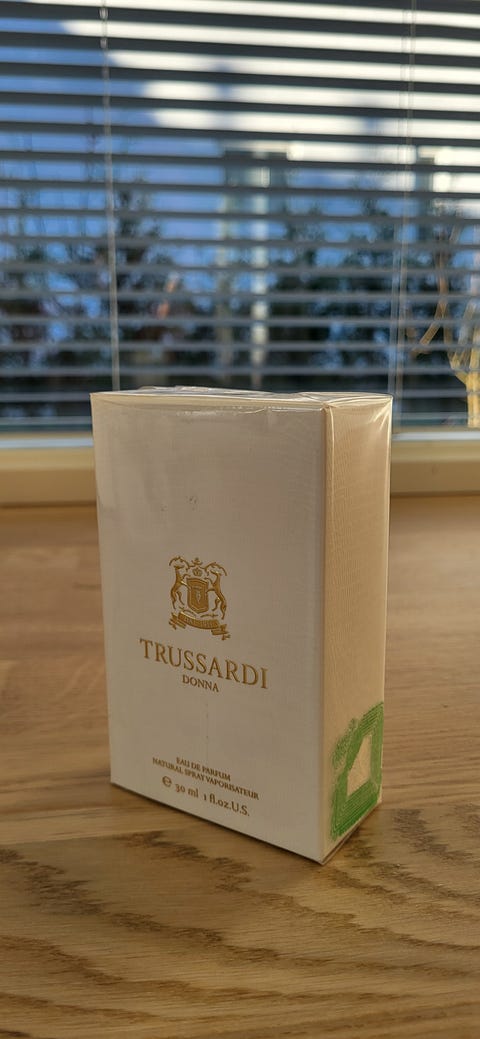 TRUSSARDI
DONNA
EAU DE PARFUM
NATURAL SPRAY VAPORISATEUR
℮ 30 ml 1 fl.oz.U.S.